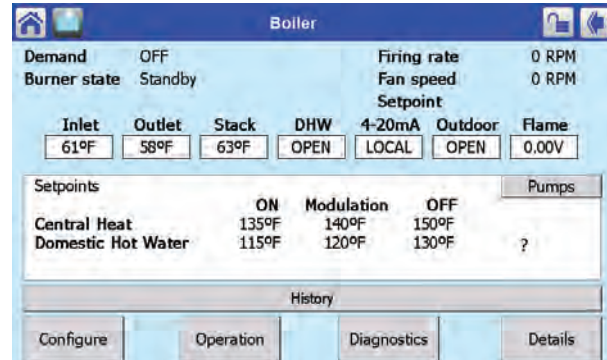 Boiler
Demand OFF Firing rate 0 RPM
Burner state Standby Fan speed 0 RPM
Setpoint
Inlet Outlet Stack DHW 4-20mA Outdoor Flame
61ºF 58ºF 63ºF OPEN LOCAL OPEN 0.00V
Setpoints Pumps
ON Modulation OFF
Central Heat 135ºF 140ºF 150ºF
Domestic Hot Water 115ºF 120ºF 130ºF ?
History
Configure Operation Diagnostics Details